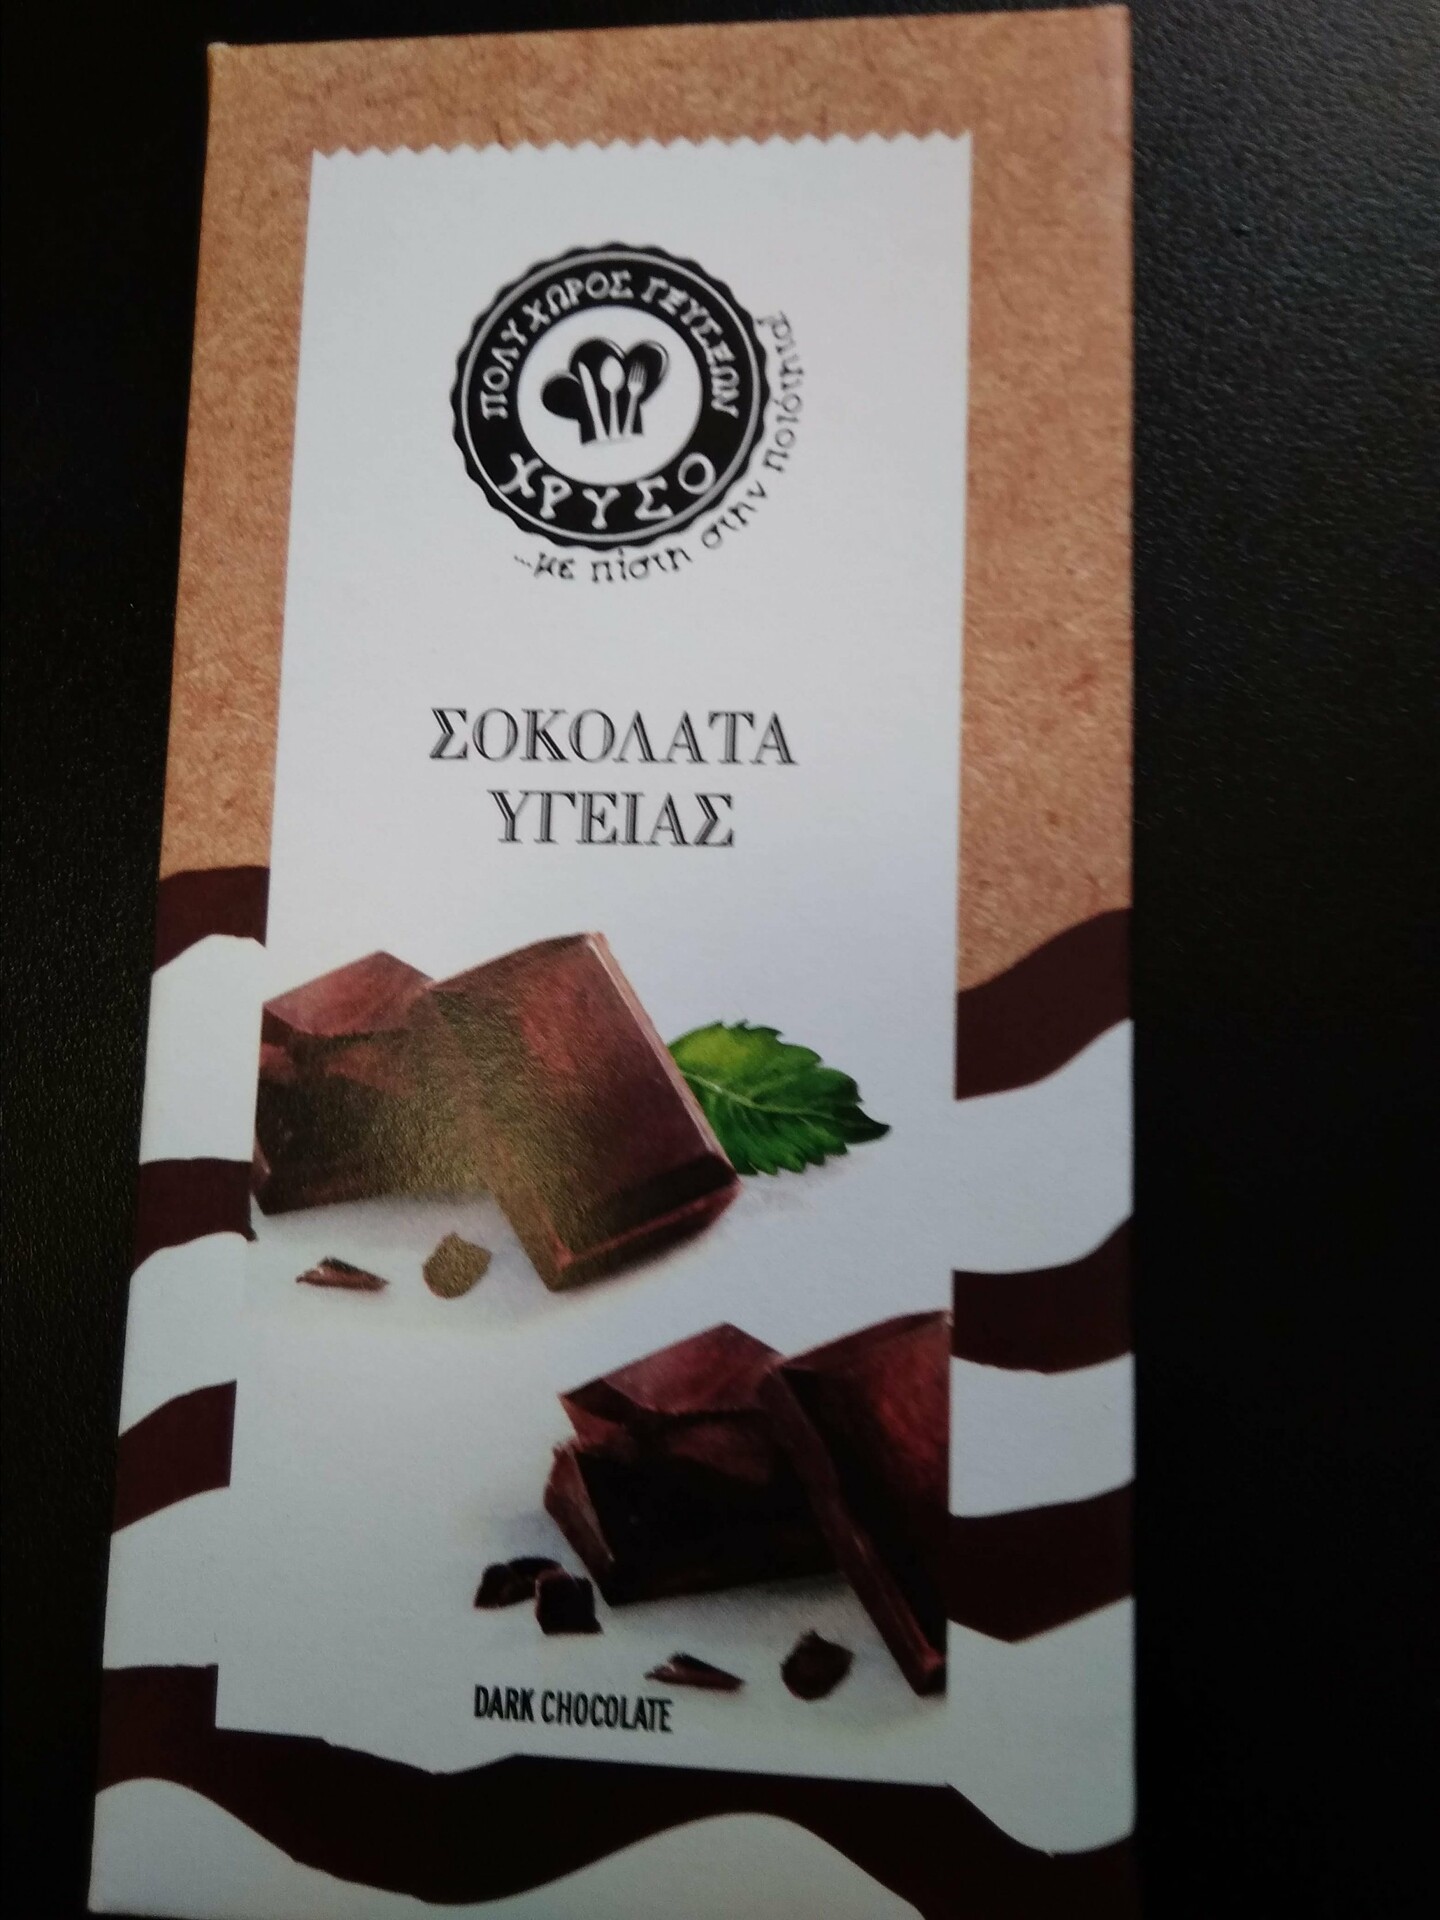 ΠΟΛΥΧΩΡΟΣ ΓΕΥΣΕΩΝ
ΧΡΥΣΟ
...με πίστη στην ποιότητα!
ΣΟΚΟΛΑΤΑ
ΥΓΕΙΑΣ
DARK CHOCOLATE